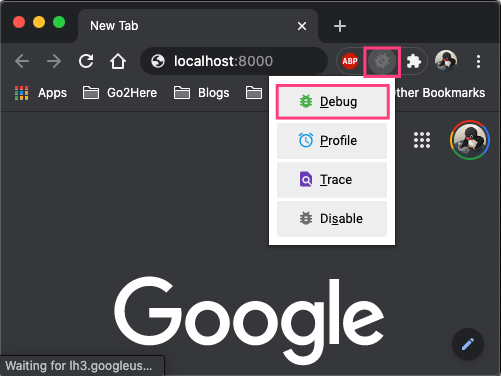 New Tab
localhost:8000
ABP
Apps
Go2Here
Blogs
ther Bookmarks
Debug
Profile
Trace
Disable
Google
Waiting for lh3.googleus...